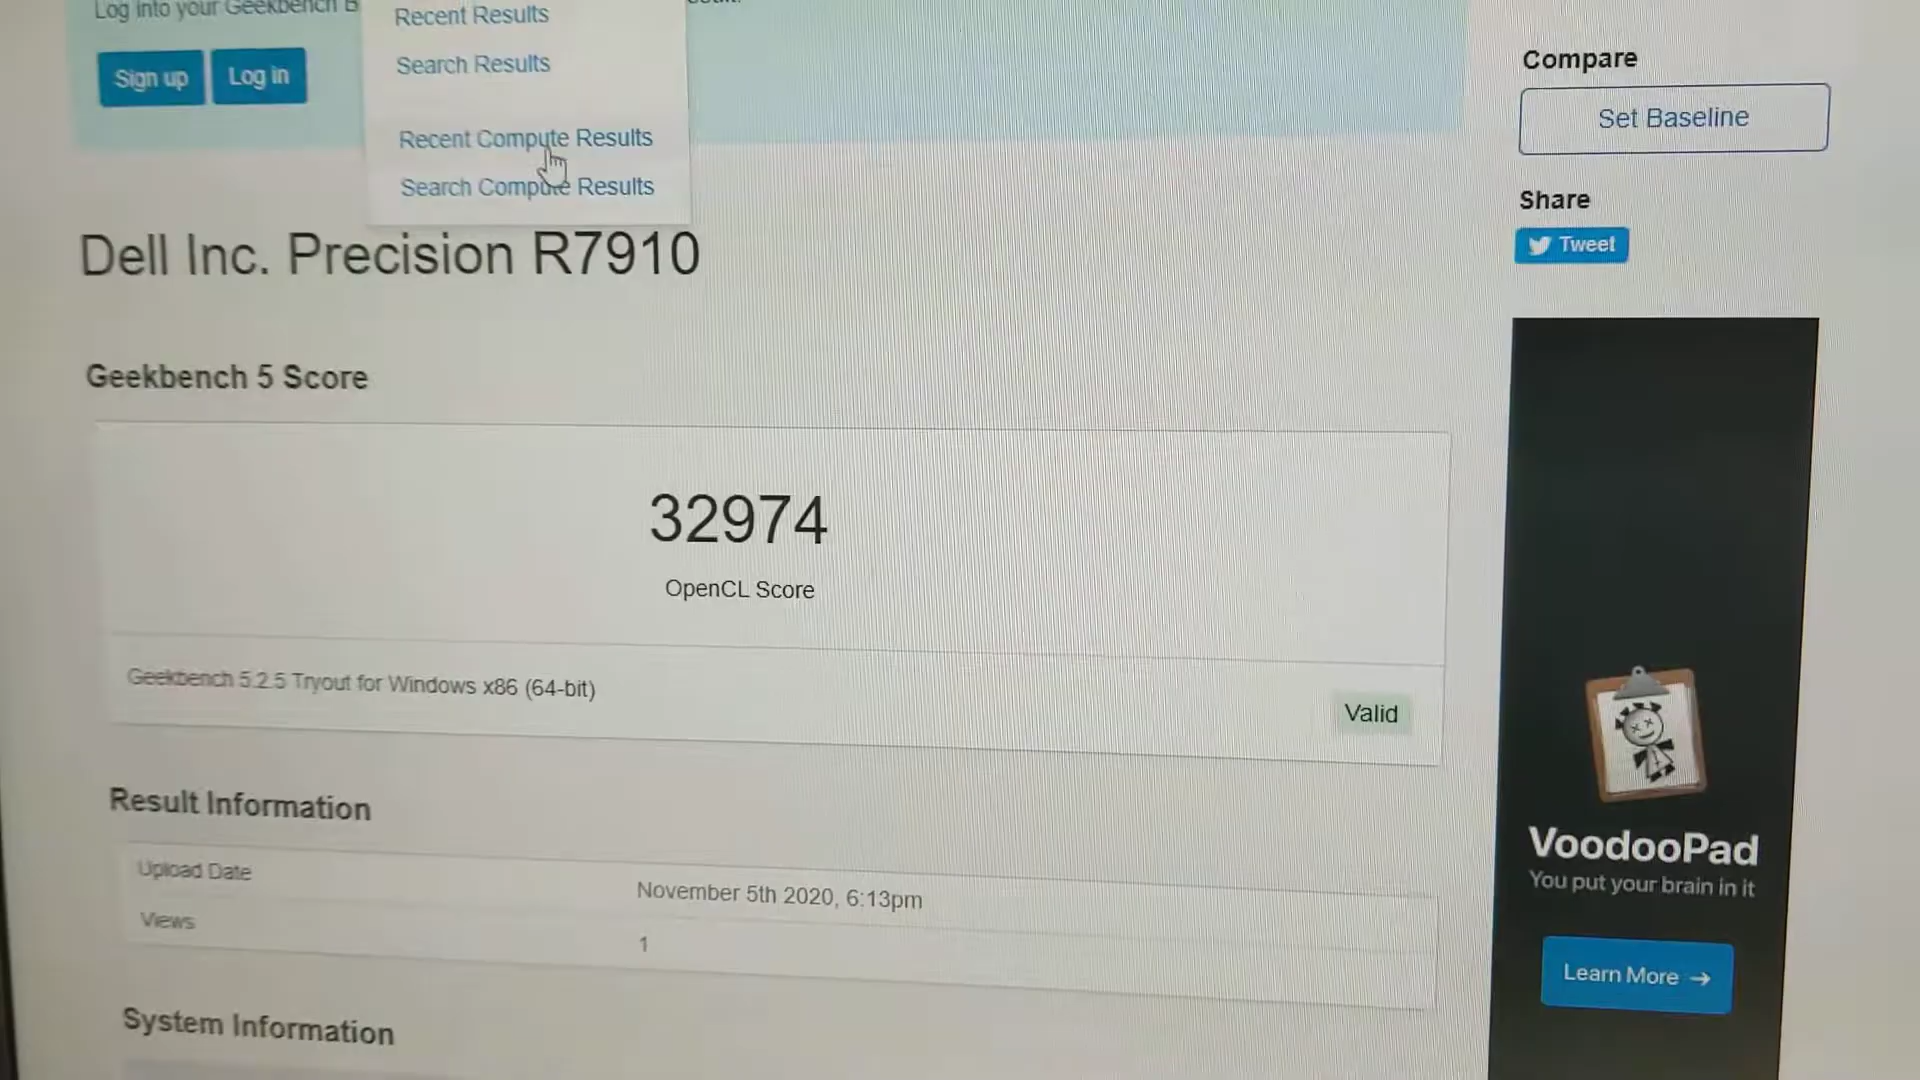 Log into your Geekbench B
Recent Results
Search Results
Sign up
Log in
Recent Compute Results
Search Compute Results
Compare
Set Baseline
Share
Tweet
Dell Inc. Precision R7910
Geekbench 5 Score
32974
OpenCL Score
Geekbench 5.2.5 Tryout for Windows x86 (64-bit)
Valid
Result Information
Upload Date
November 5th 2020, 6:13pm
Views
1
System Information
VoodooPad
You put your brain in it
Learn More →